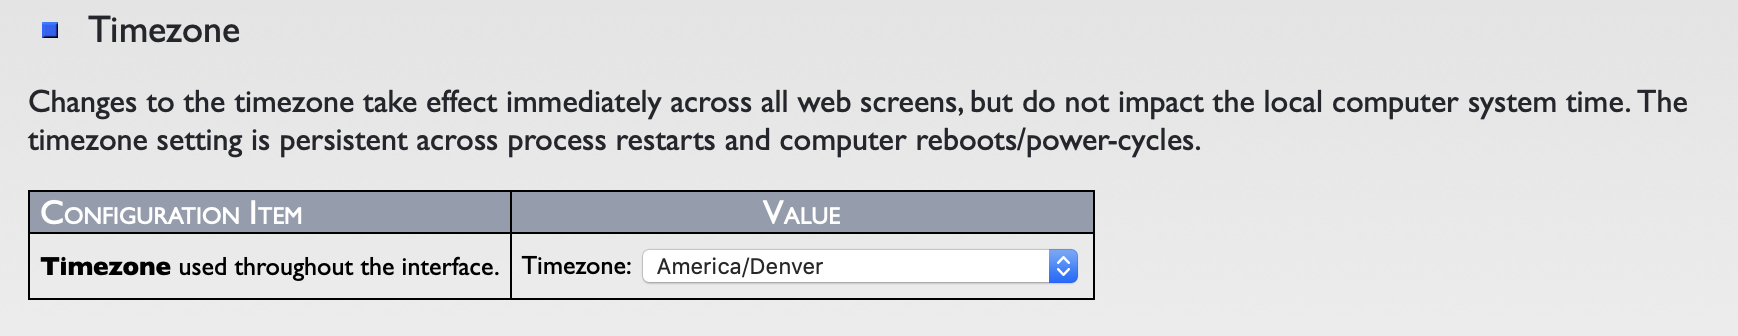 Timezone
Changes to the timezone take effect immediately across all web screens, but do not impact the local computer system time. The
timezone setting is persistent across process restarts and computer reboots/power-cycles.
Configuration Item Value
Timezone used throughout the interface. Timezone: America/Denver